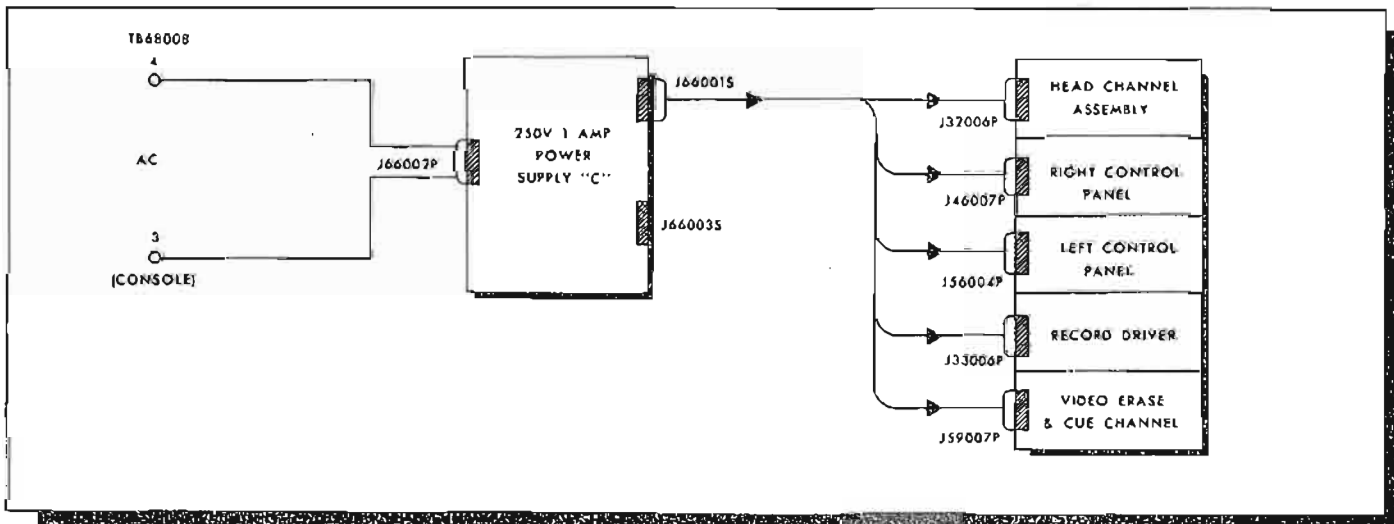 TB68008
4
AC
3
(CONSOLE)
J66002P
250V 1 AMP
POWER
SUPPLY "C"
J66001S
J66003S
J32006P
HEAD CHANNEL
ASSEMBLY
J46007P
RIGHT CONTROL
PANEL
J56004P
LEFT CONTROL
PANEL
J33006P
RECORD DRIVER
J59007P
VIDEO ERASE
& CUE CHANNEL